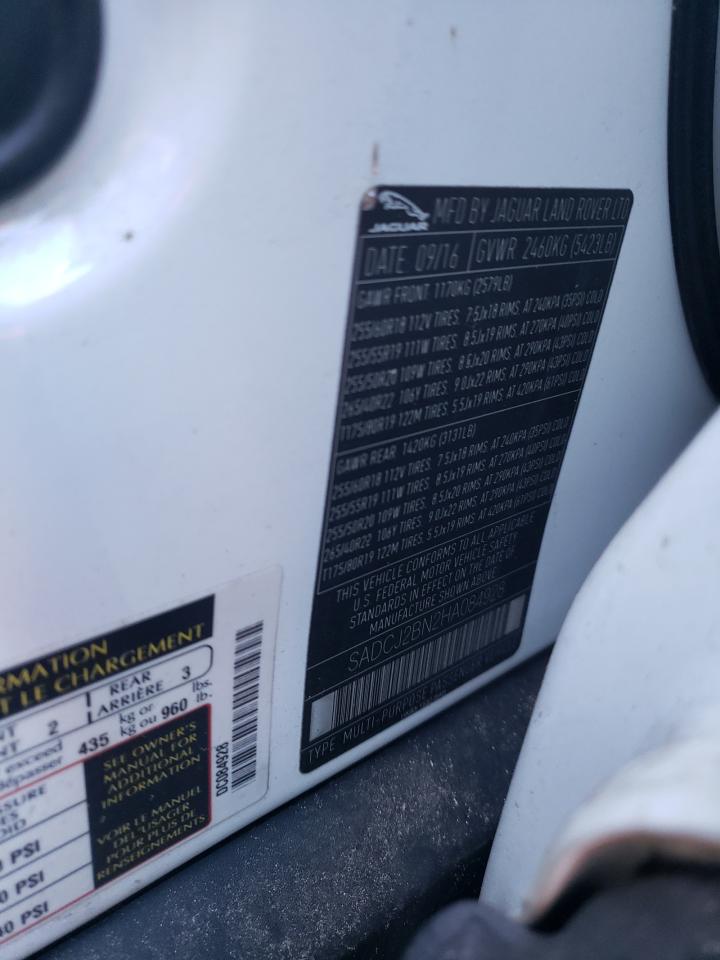 JAGUAR
MFD BY JAGUAR LAND ROVER LTD
DATE 09/16 GVWR 2460KG (5423LB)
GAWR FRONT 1170KG (2579LB)
255/60R18 112V TIRES. 7.5Jx18 RIMS. AT 240KPA (35PSI) COLD
255/55R19 111W TIRES. 8.5Jx19 RIMS. AT 270KPA (40PSI) COLD
255/50R20 109W TIRES. 8.5Jx20 RIMS. AT 290KPA (43PSI) COLD
265/40R22 106Y TIRES. 9.0Jx22 RIMS. AT 290KPA (43PSI) COLD
T175/80R19 122M TIRES. 5.5Jx19 RIMS. AT 420KPA (61PSI) COLD
GAWR REAR 1420KG (3131LB)
255/60R18 112V TIRES. 7.5Jx18 RIMS. AT 240KPA (35PSI) COLD
255/55R19 111W TIRES. 8.5Jx19 RIMS. AT 270KPA (40PSI) COLD
255/50R20 109W TIRES. 8.5Jx20 RIMS. AT 290KPA (43PSI) COLD
265/40R22 106Y TIRES. 9.0Jx22 RIMS. AT 290KPA (43PSI) COLD
T175/80R19 122M TIRES. 5.5Jx19 RIMS. AT 420KPA (61PSI) COLD
THIS VEHICLE CONFORMS TO ALL APPLICABLE
U.S. FEDERAL MOTOR VEHICLE SAFETY
STANDARDS IN EFFECT ON THE DATE OF
MANUFACTURE SHOWN ABOVE.
SADCJ2BN2HA084928
TYPE MULTI-PURPOSE PASSENGER
RMATION
T LE CHARGEMENT
NT 2 REAR 3
NT ARRIÈRE
exceed 435 kg or 960 lbs.
dépasser kg ou lb.
SSURE
ES
OID
SEE OWNER'S
MANUAL FOR
ADDITIONAL
INFORMATION
VOIR LE MANUEL
DE L'USAGER
POUR PLUS DE
RENSEIGNEMENTS
0 PSI
0 PSI
40 PSI
DC084928